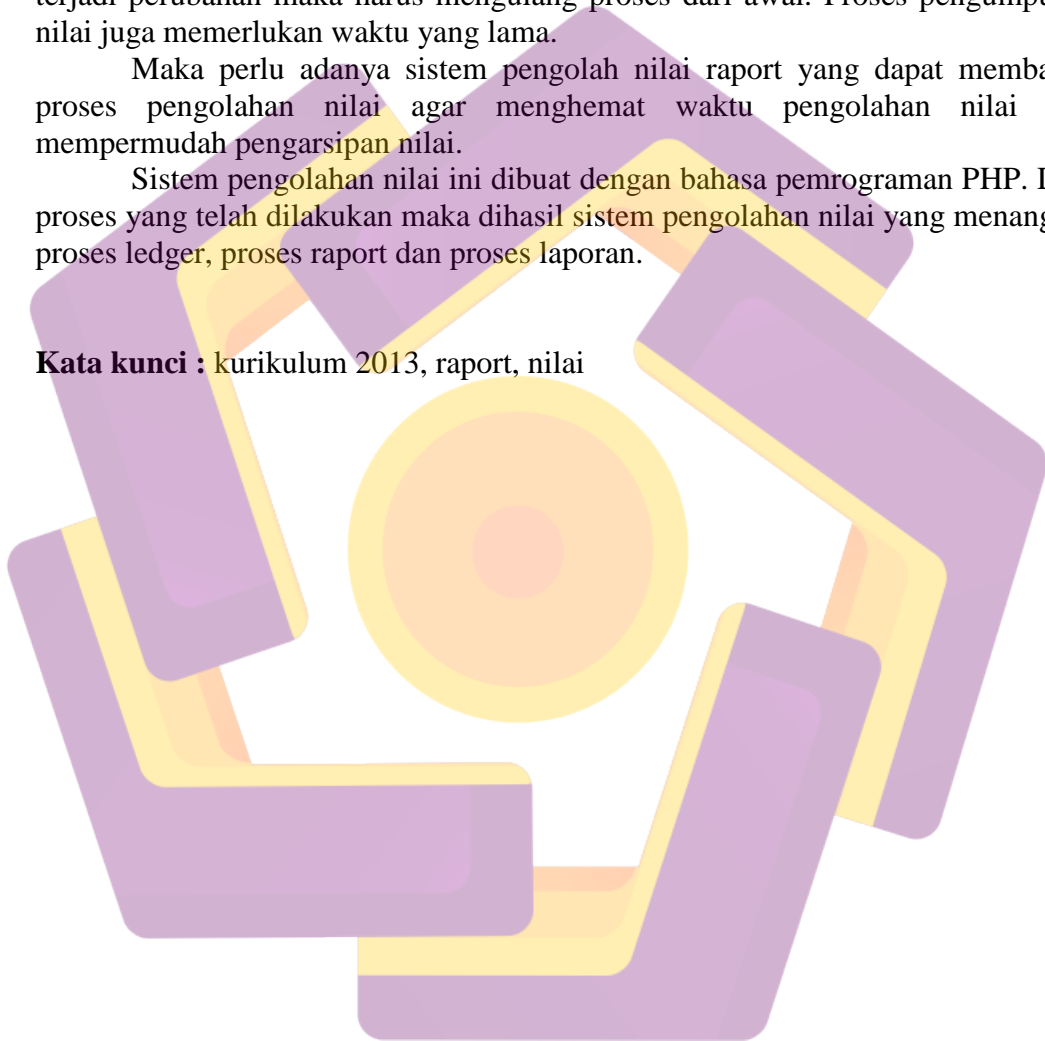 terjadi perubahan maka harus mengulang proses dari awal. Proses
nilai juga memerlukan waktu yang lama.
Maka perlu adanya sistem pengolah nilai raport yang dapat
proses pengolahan nilai agar menghemat waktu pengolahan nilai
mempermudah pengarsipan nilai.
Sistem pengolahan nilai ini dibuat dengan bahasa pemrograman PHP.
proses yang telah dilakukan maka dihasil sistem pengolahan nilai yang
proses ledger, proses raport dan proses laporan.
Kata kunci : kurikulum 2013, raport, nilai